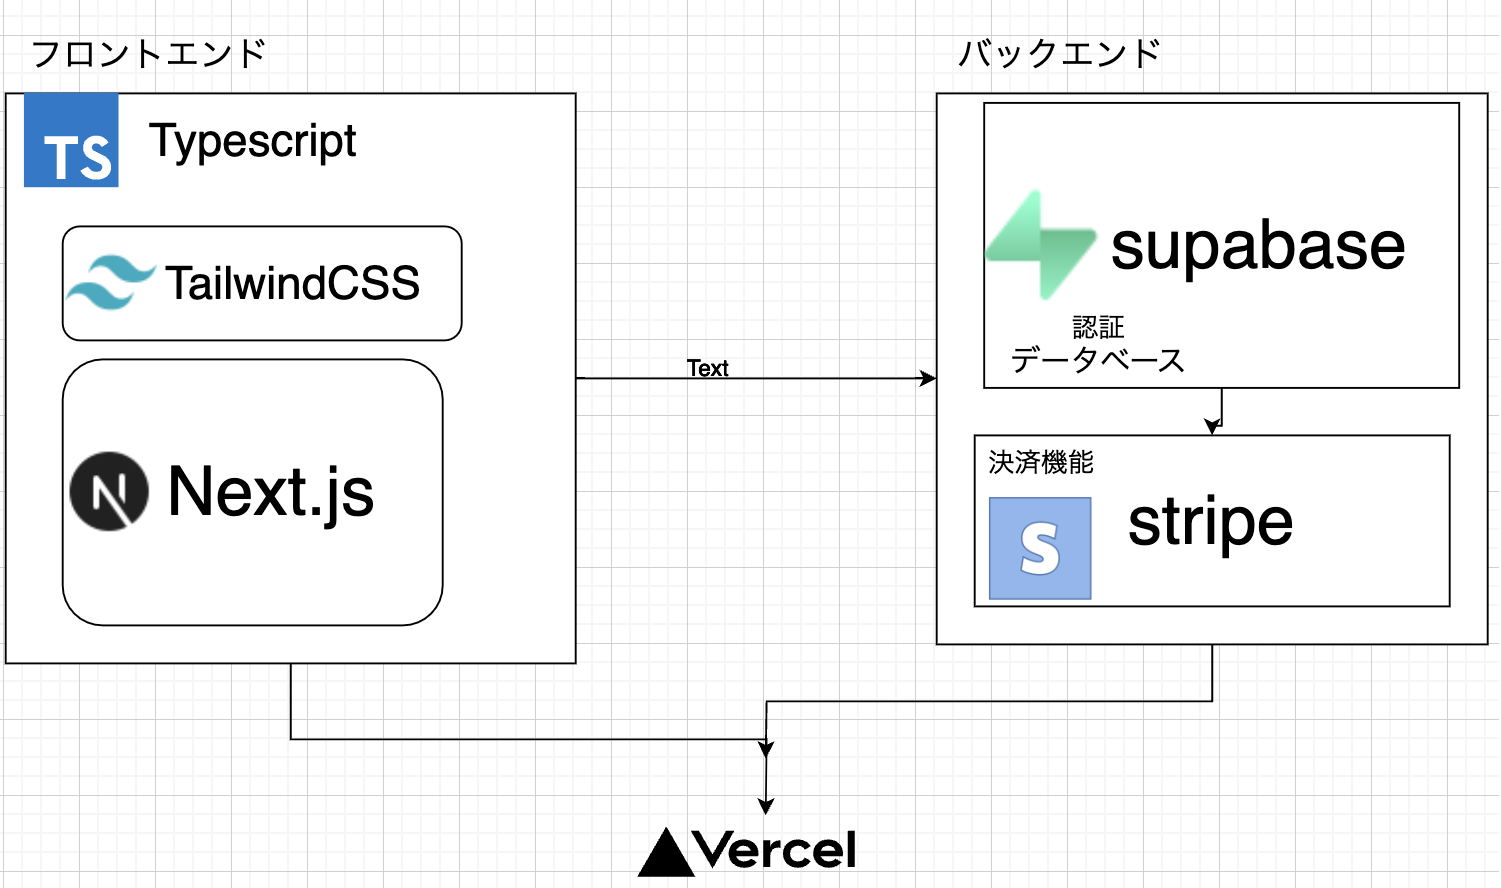 フロントエンド
TS
Typescript
TailwindCSS
N
Next.js
Text
バックエンド
supabase
認証
データベース
決済機能
S
stripe
Vercel